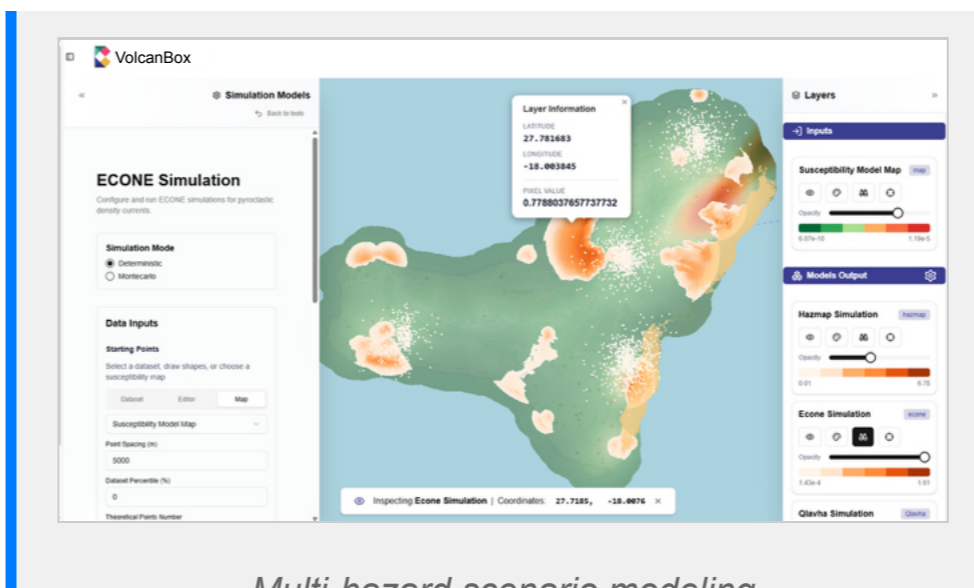 VolcanBox
Simulation Models
Back to tools
ECONE Simulation
Configure and run ECONE simulations for pyroclastic
density currents.
Simulation Mode
Deterministic
Montecarlo
Data Inputs
Starting Points
Select a dataset, draw shapes, or choose a
susceptibility map
Dataset Editor Map
Susceptibility Model Map
Point Spacing (m)
5000
Dataset Percentile (%)
0
Theoretical Points Number
Layer Information
LATITUDE
27.781683
LONGITUDE
-18.003845
PIXEL VALUE
0.7788037657737732
Inspecting Econe Simulation | Coordinates: 27.7185, -18.0076
Layers
Inputs
Susceptibility Model Map map
Opacity
6.07e-10 1.19e-5
Models Output
Hazmap Simulation hazmap
Opacity
0.01 6.78
Econe Simulation econe
Opacity
1.43e-4 1.61
Qlavha Simulation Qlavha
Multi-hazard scenario modeling